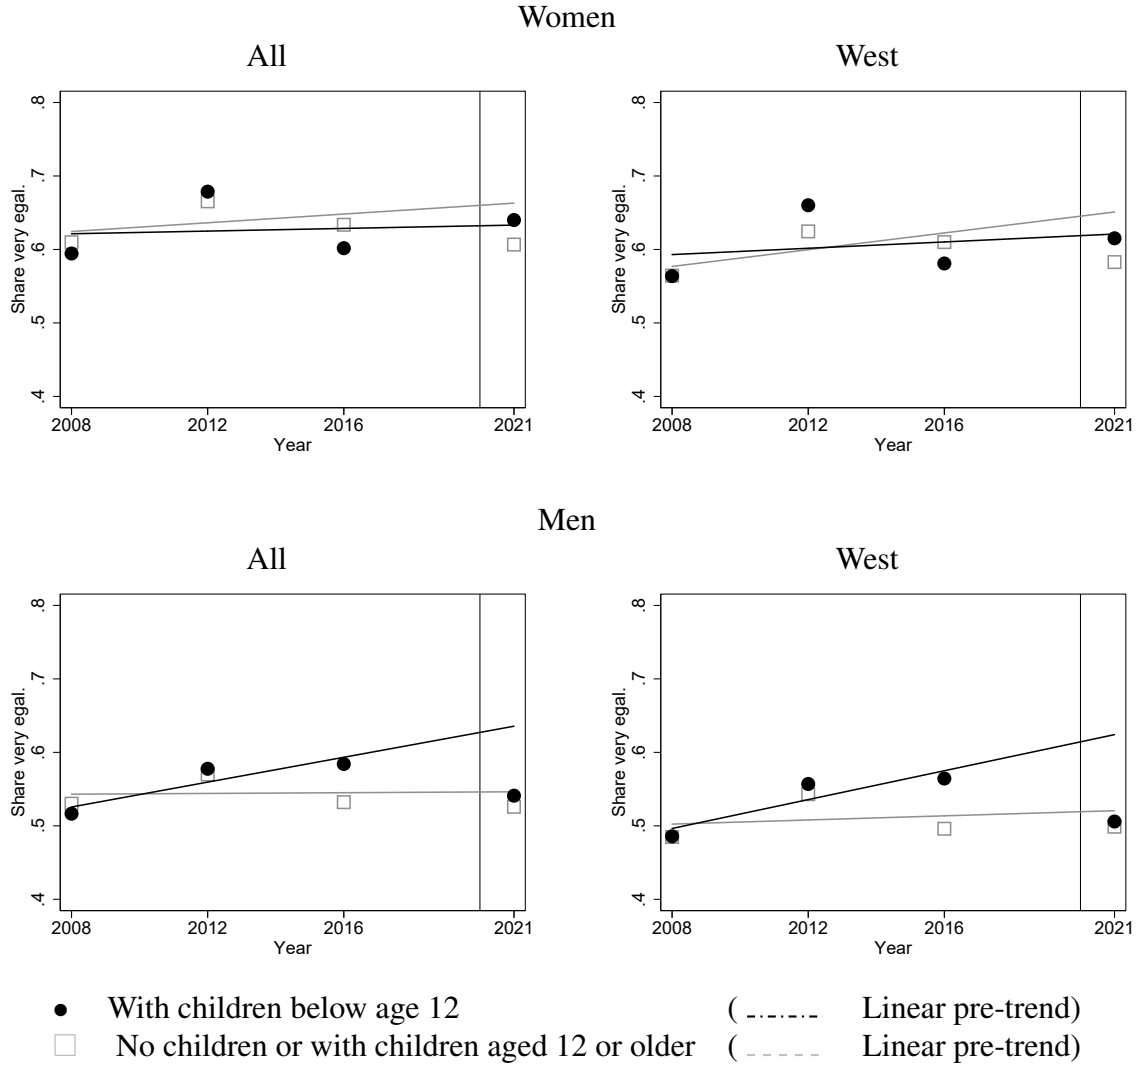 Women
All
West
Share very egal.
.8
.7
.6
.5
.4
2008
2012
2016
2021
Year
Share very egal.
.8
.7
.6
.5
.4
2008
2012
2016
2021
Year
Men
All
West
Share very egal.
.8
.7
.6
.5
.4
2008
2012
2016
2021
Year
Share very egal.
.8
.7
.6
.5
.4
2008
2012
2016
2021
Year
With children below age 12 ( Linear pre-trend)
No children or with children aged 12 or older ( Linear pre-trend)